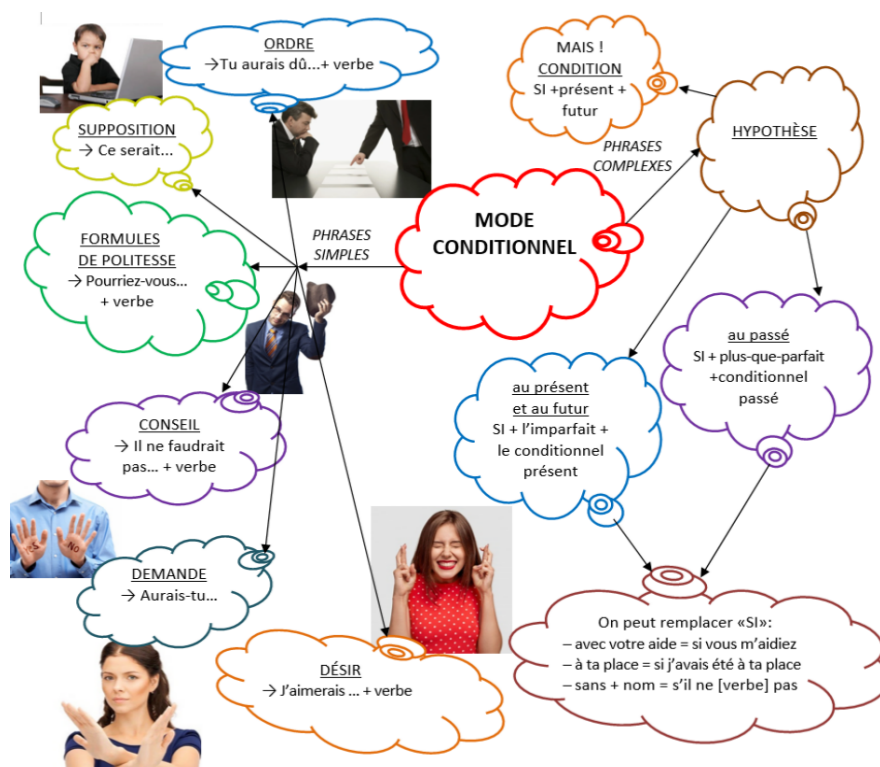 ORDRE
→Tu aurais dû...+ verbe
MAIS !
CONDITION
SI +présent +
futur
SUPPOSITION
→ Ce serait...
HYPOTHÈSE
PHRASES
COMPLEXES
MODE
CONDITIONNEL
PHRASES
SIMPLES
FORMULES
DE POLITESSE
→ Pourriez-vous...
+ verbe
au passé
SI + plus-que-parfait
+conditionnel
passé
au présent
et au futur
SI + l’imparfait +
le conditionnel
présent
CONSEIL
→ Il ne faudrait
pas... + verbe
YES
NO
DEMANDE
→ Aurais-tu...
On peut remplacer «SI»:
– avec votre aide = si vous m’aidiez
– à ta place = si j’avais été à ta place
– sans + nom = s’il ne [verbe] pas
DÉSIR
→ J’aimerais ... + verbe